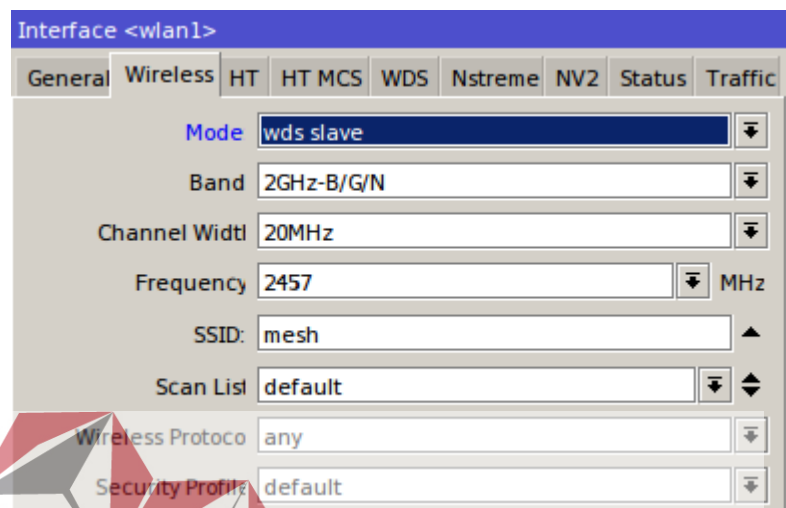 Interface <wlan1>
General Wireless HT HT MCS WDS Nstreme NV2 Status Traffic
Mode wds slave
Band 2GHz-B/G/N
Channel Widtl 20MHz
Frequency 2457 MHz
SSID: mesh
Scan List default
Wireless Protoco any
Security Profile default